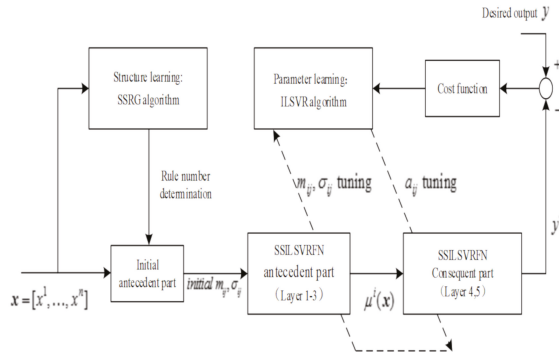 Desired output y
Structure learning:
SSRG algorithm
Parameter learning:
ILSVR algorithm
Cost function
+
−
Rule number
determination
m_ij, σ_ij tuning
a_ij tuning
y
Initial
antecedent part
x=[x^1,…,x^n]
initial m_ij, σ_ij
SSILSVRFN
antecedent part
(Layer 1-3)
μ^i(x)
SSILSVRFN
Consequent part
(Layer 4,5)